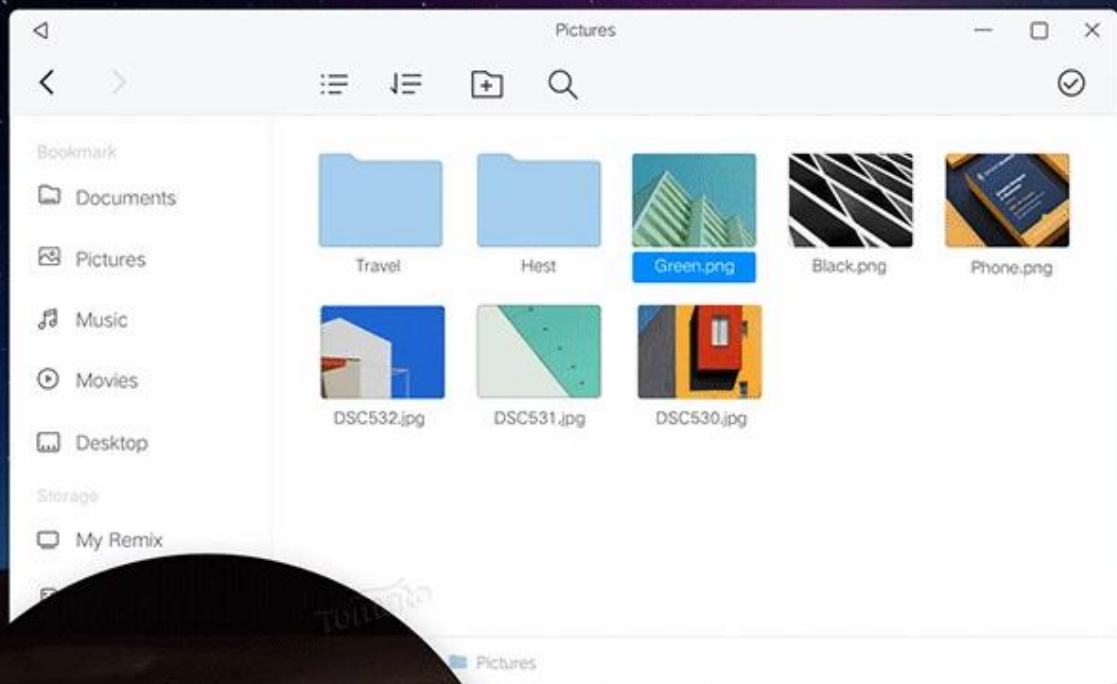 Pictures
Bookmark
Documents
Pictures
Music
Movies
Desktop
Storage
My Remix
Travel
Hest
Green.png
Black.png
Phone.png
DSC532.jpg
DSC531.jpg
DSC530.jpg
Pictures